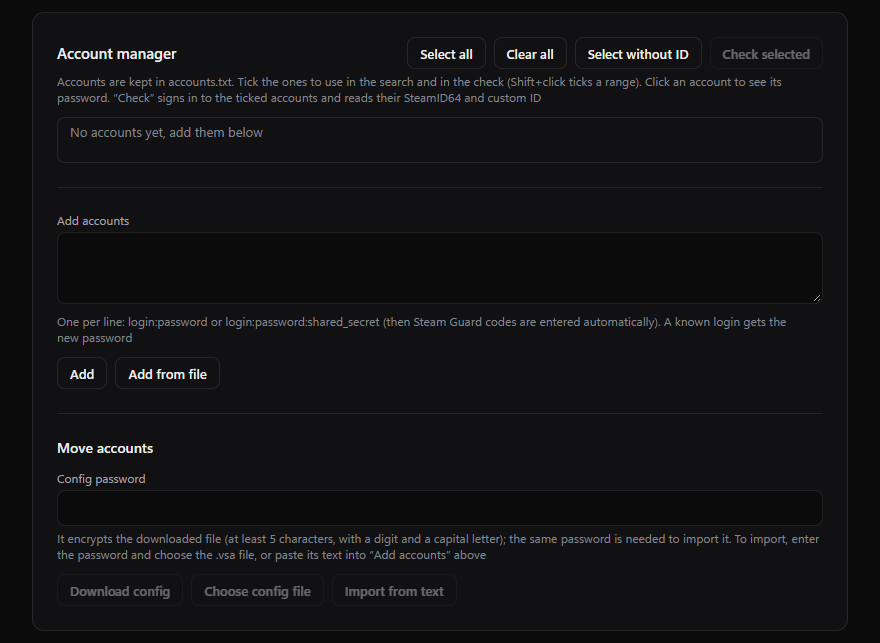 Account manager
Select all
Clear all
Select without ID
Check selected
Accounts are kept in accounts.txt. Tick the ones to use in the search and in the check (Shift+click ticks a range). Click an account to see its
password. “Check” signs in to the ticked accounts and reads their SteamID64 and custom ID
No accounts yet, add them below
Add accounts
One per line: login:password or login:password:shared_secret (then Steam Guard codes are entered automatically). A known login gets the
new password
Add
Add from file
Move accounts
Config password
It encrypts the downloaded file (at least 5 characters, with a digit and a capital letter); the same password is needed to import it. To import, enter
the password and choose the .vsa file, or paste its text into “Add accounts” above
Download config
Choose config file
Import from text